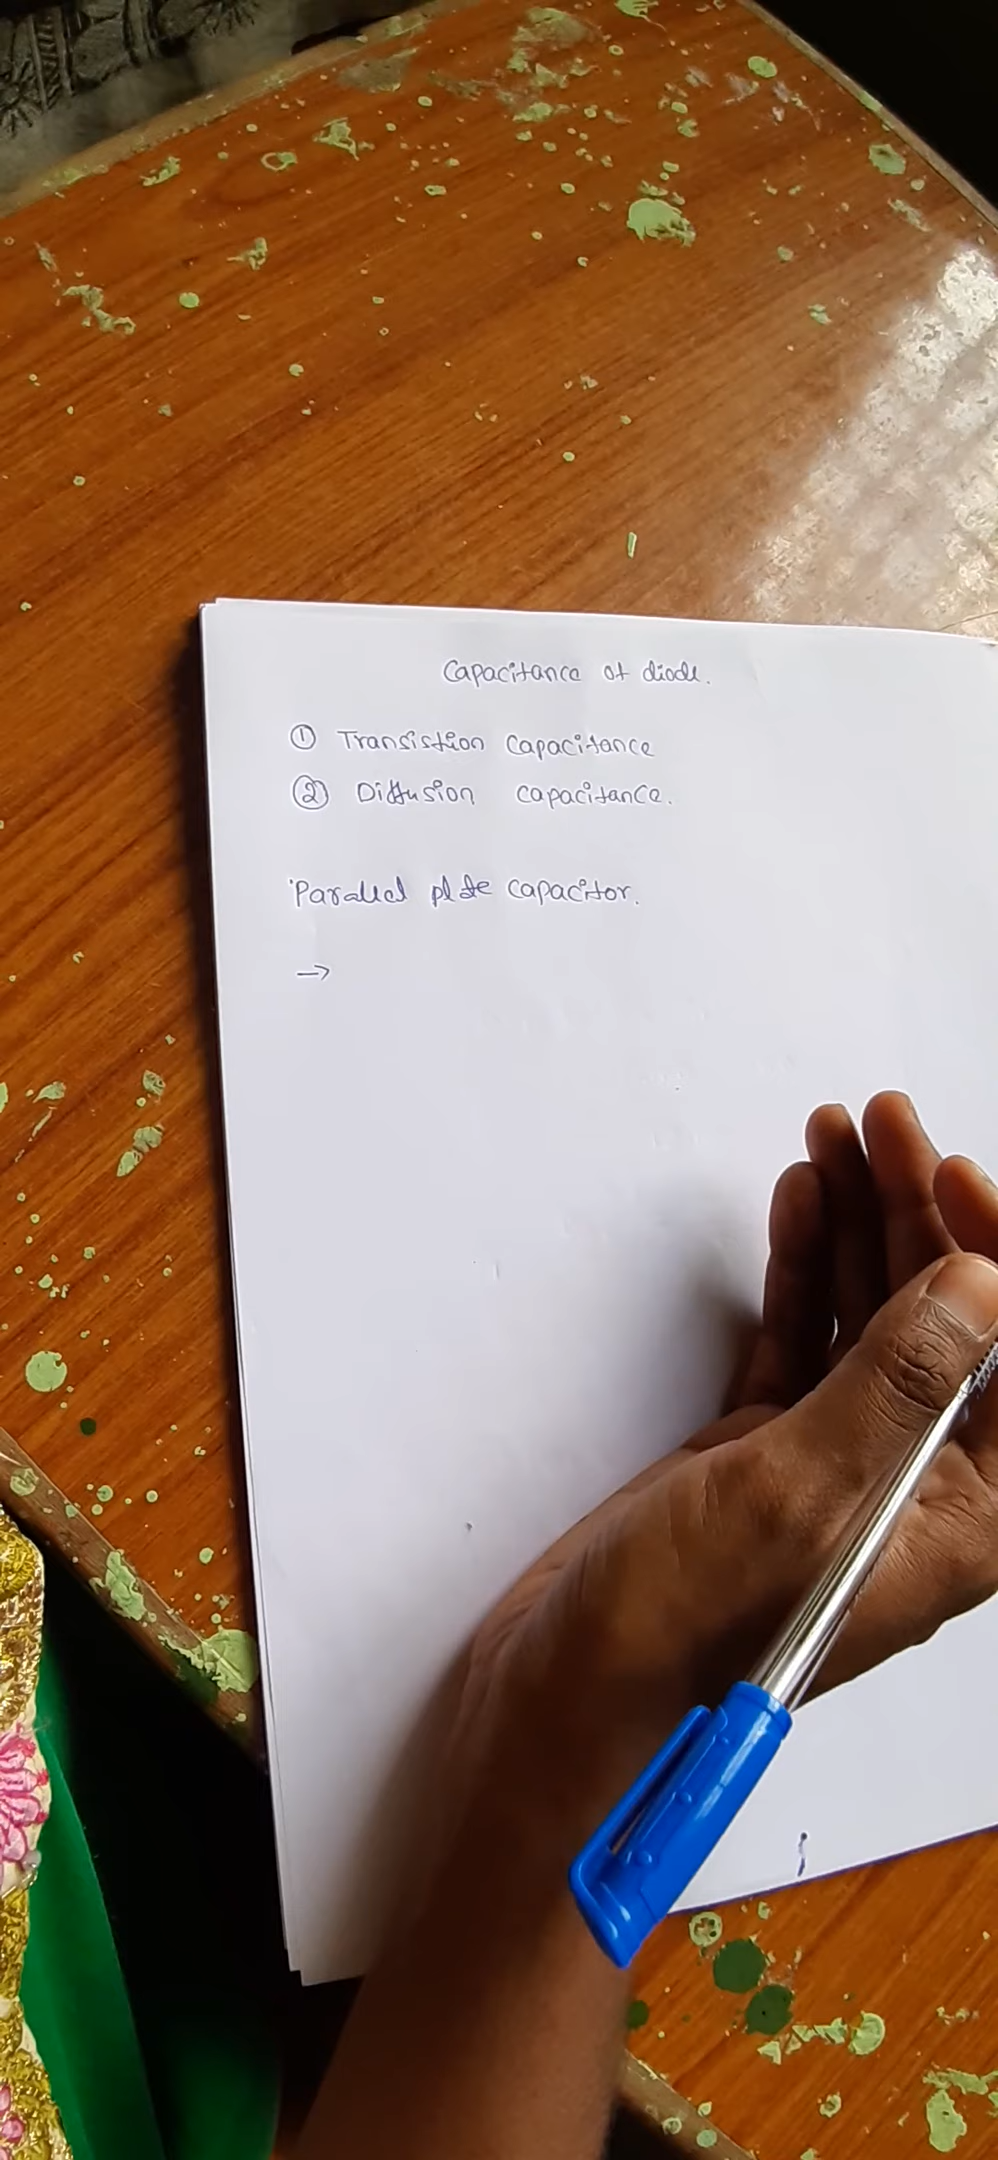 Capacitance of diode.
① Transistion Capacitance
② Diffusion capacitance.
Parallel plate capacitor.
→